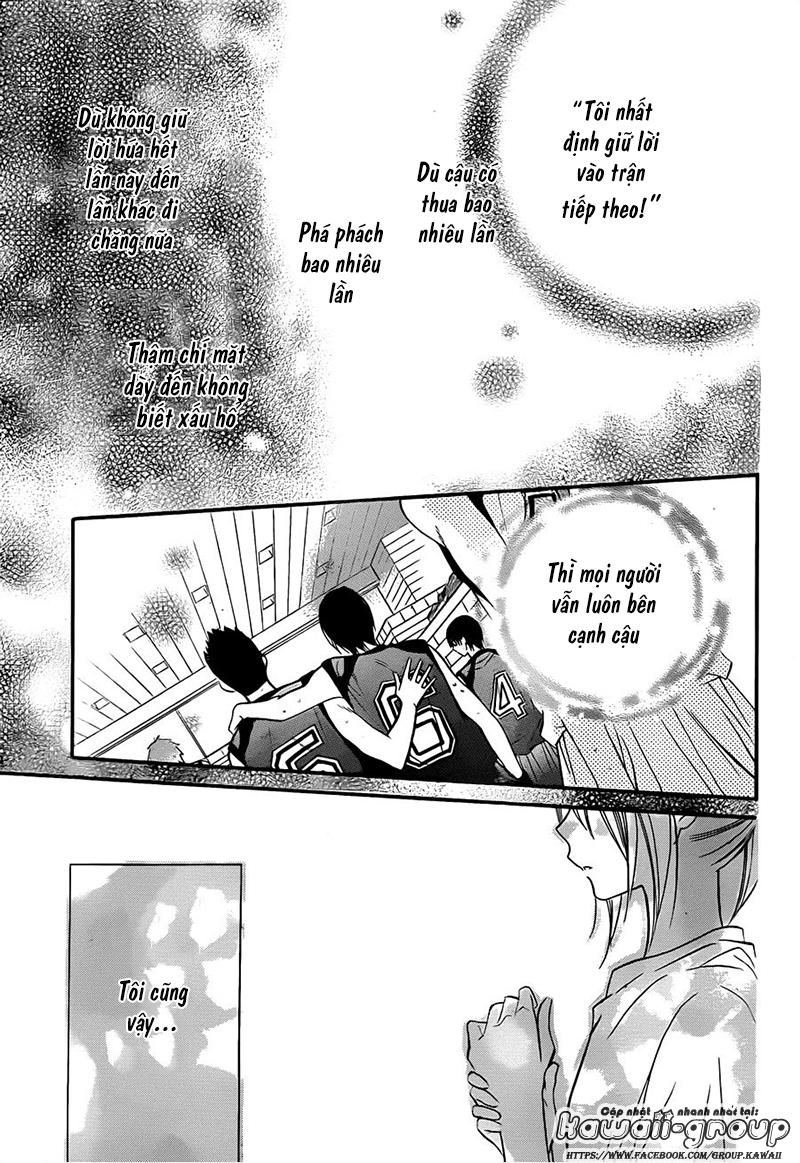 “Tôi nhất
định giữ lời
vào trận
tiếp theo!”
Dù cậu có
thua bao
nhiêu lần
Phá phách
bao nhiêu
lần
Dù không giữ
lời hứa hết
lần này đến
lần khác đi
chăng nữa
Thậm chí mặt
dày đến không
biết xấu hổ
Thì mọi người
vẫn luôn bên
cạnh cậu
6
8
4
Tôi cũng
vậy...
Cập nhật nhanh nhất tại:
kawaii-group
HTTPS://WWW.FACEBOOK.COM/GROUP.KAWAII